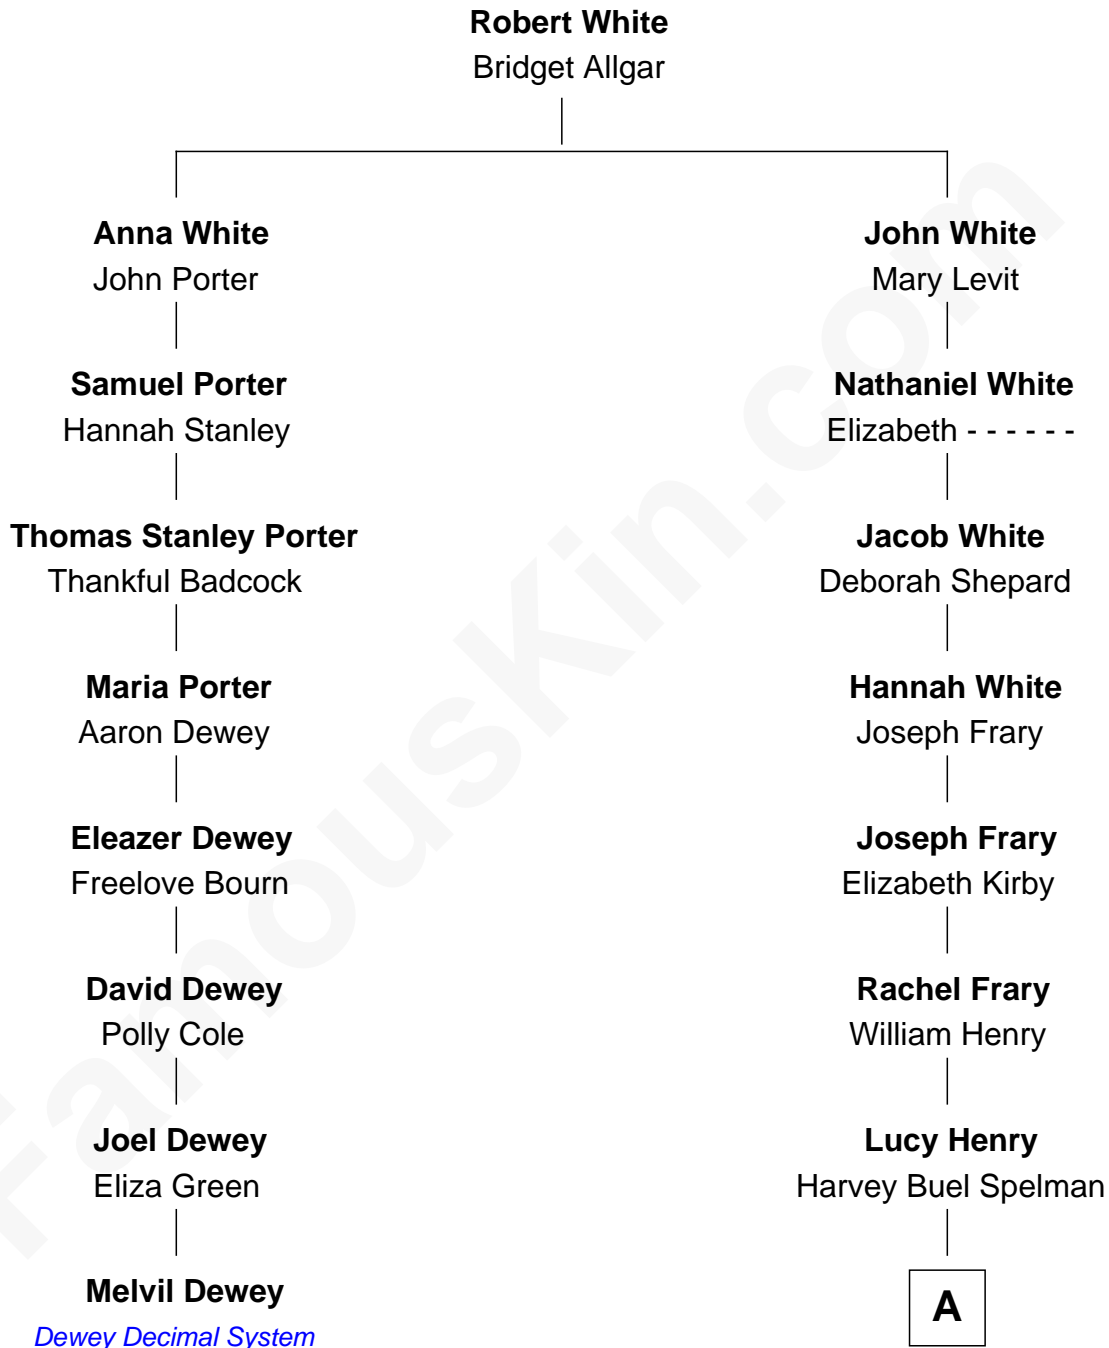 Robert White
Bridget Allgar
Anna White
John Porter
John White
Mary Levit
Samuel Porter
Hannah Stanley
Nathaniel White
Elizabeth - - - - - -
Thomas Stanley Porter
Thankful Badcock
Jacob White
Deborah Shepard
Maria Porter
Aaron Dewey
Hannah White
Joseph Frary
Eleazer Dewey
Freelove Bourn
Joseph Frary
Elizabeth Kirby
David Dewey
Polly Cole
Rachel Frary
William Henry
Joel Dewey
Eliza Green
Lucy Henry
Harvey Buel Spelman
Melvil Dewey
Dewey Decimal System
A
FamousKin.com